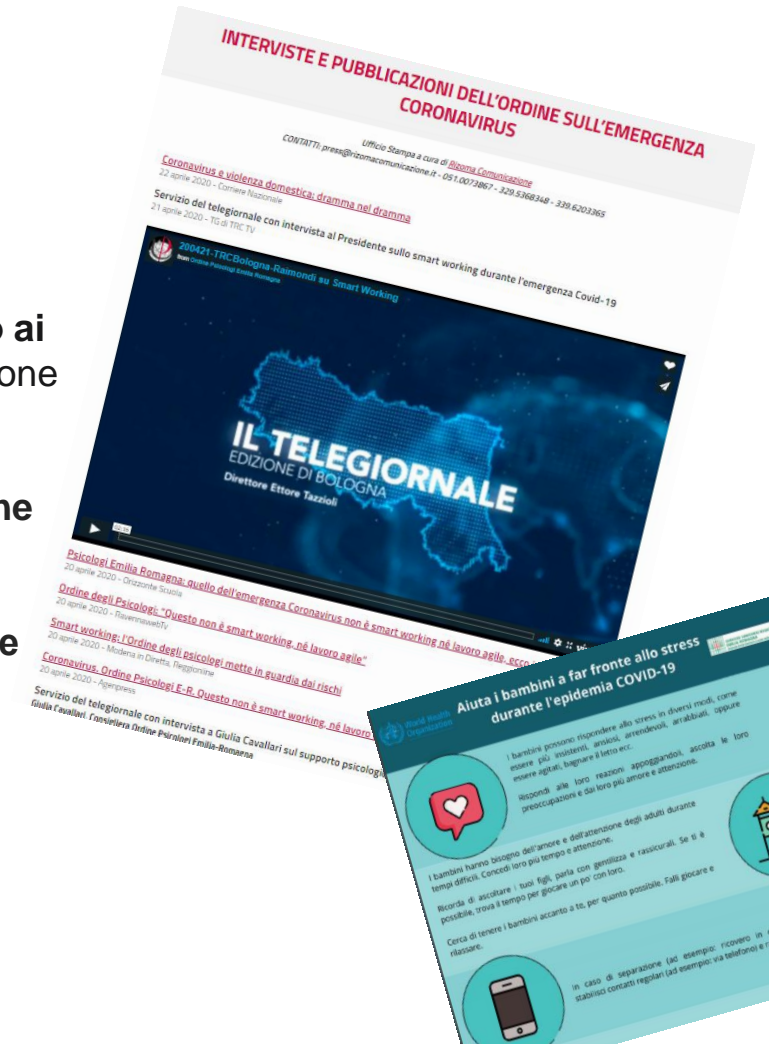 o ai
one
ne
e
INTERVISTE E PUBBLICAZIONI DELL'ORDINE SULL'EMERGENZA
CORONAVIRUS
Ufficio Stampa a cura di Rizoma Comunicazione
CONTATTI: press@rizomacomunicazione.it - 051.0073867 - 329.5368348 - 339.6203365
Coronavirus e violenza domestica: dramma nel dramma
22 aprile 2020 - Corriere Nazionale
Servizio del telegiornale con intervista al Presidente sullo smart working durante l'emergenza Covid-19
21 aprile 2020 - TG di TRC TV
200421-TRCBologna-Raimondi su Smart Working
from Ordine Psicologi Emilia Romagna
IL TELEGIORNALE
EDIZIONE DI BOLOGNA
Direttore Ettore Tazzioli
Psicologi Emilia Romagna: quello dell'emergenza Coronavirus non è smart working né lavoro agile, ecco
20 aprile 2020 - Orizzonte Scuola
Ordine degli Psicologi: "Questo non è smart working, né lavoro agile"
20 aprile 2020 - RavennawebTV
Smart working: l'Ordine degli psicologi mette in guardia dai rischi
20 aprile 2020 - Modena in Diretta, Reggionline
Coronavirus, Ordine Psicologi E-R. Questo non è smart working, né lavoro
20 aprile 2020 - Agenpress
Servizio del telegiornale con intervista a Giulia Cavallari sul supporto psicologi
Giulia Cavallari, Consigliera Ordine Psicologi Emilia-Romagna
World Health
Organization
Aiuta i bambini a far fronte allo stress
durante l'epidemia COVID-19
I bambini possono rispondere allo stress in diversi modi, come
essere più insistenti, ansiosi, arrendevoli, arrabbiati, oppure
essere agitati, bagnare il letto ecc.
Rispondi alle loro reazioni appoggiandoli, ascolta le loro
preoccupazioni e dai loro più amore e attenzione.
I bambini hanno bisogno dell'amore e dell'attenzione degli adulti durante
tempi difficili. Concedi loro più tempo e attenzione.
Ricorda di ascoltare i tuoi figli, parla con gentilizza e rassicurali. Se ti è
possibile, trova il tempo per giocare un po' con loro.
Cerca di tenere i bambini accanto a te, per quanto possibile. Falli giocare e
rilassare.
In caso di separazione (ad esempio: ricovero in
stabilisci contatti regolari (ad esempio: via telefono) e